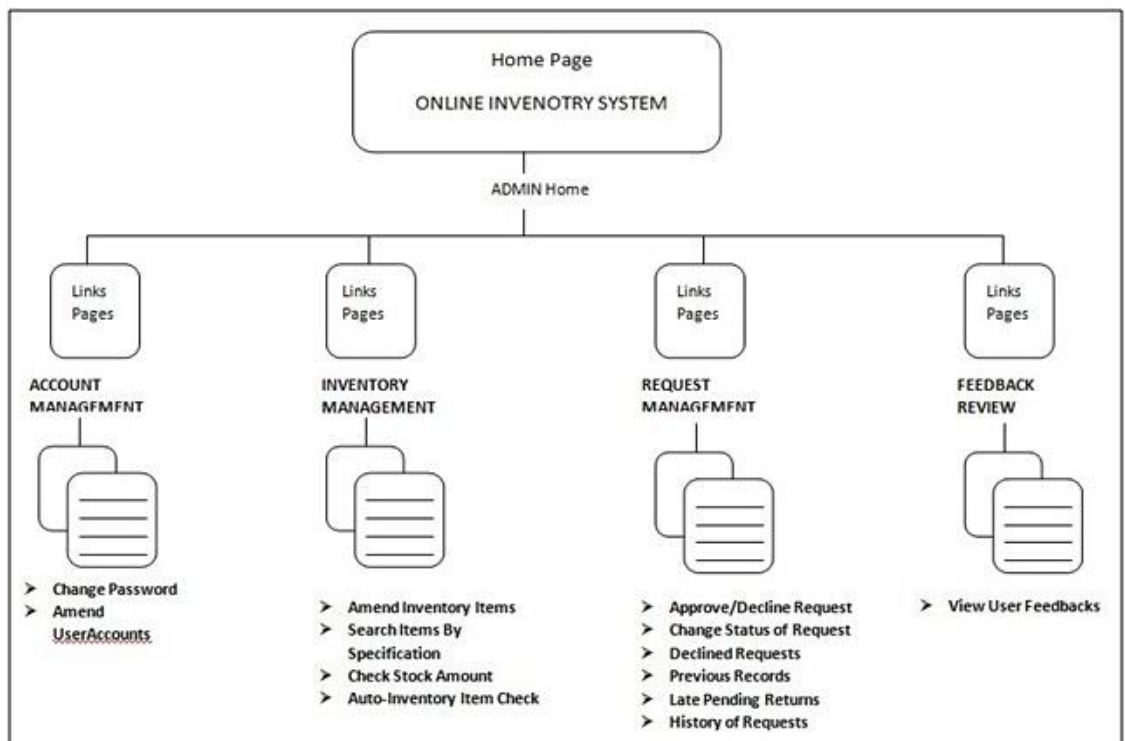 Home Page
ONLINE INVENOTRY SYSTEM
ADMIN Home
Links
Pages
Links
Pages
Links
Pages
Links
Pages
ACCOUNT
MANAGEMENT
INVENTORY
MANAGEMENT
REQUEST
MANAGEMENT
FEEDBACK
REVIEW
➤ Change Password
➤ Amend
UserAccounts
➤ Amend Inventory Items
➤ Search Items By
Specification
➤ Check Stock Amount
➤ Auto-Inventory Item Check
➤ Approve/Decline Request
➤ Change Status of Request
➤ Declined Requests
➤ Previous Records
➤ Late Pending Returns
➤ History of Requests
➤ View User Feedbacks